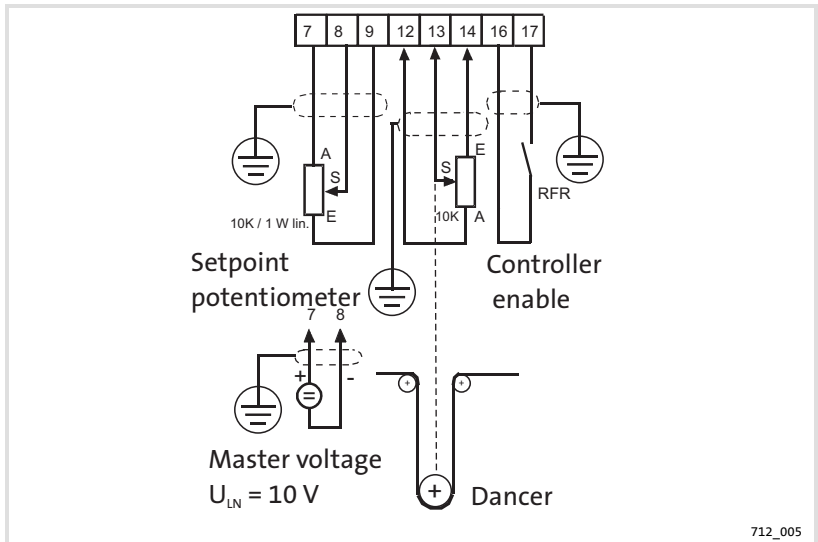 7 8 9 12 13 14 16 17
A
S
E
10K / 1 W lin.
E
S
10K
A
RFR
Setpoint
potentiometer
Controller
enable
7 8
+ -
=
Master voltage
U_LN = 10 V
+ +
+
Dancer
712_005